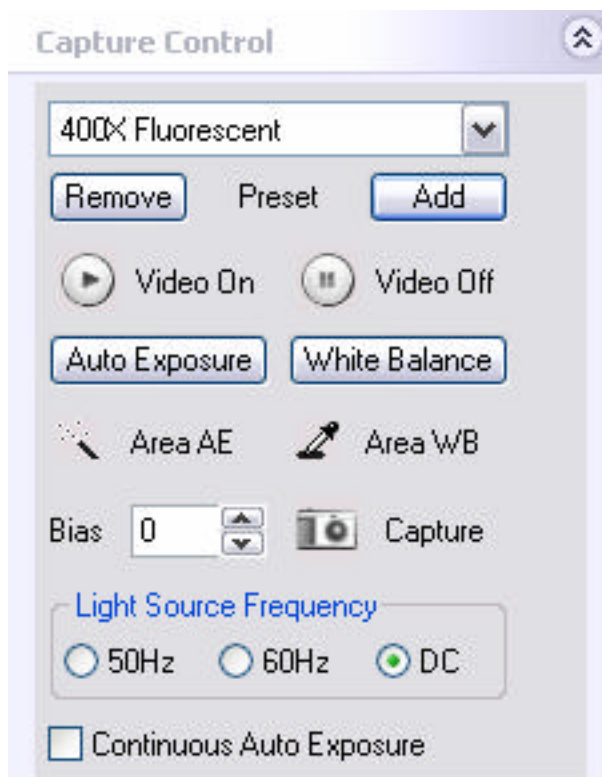 Capture Control
400X Fluorescent
Remove Preset Add
Video On Video Off
Auto Exposure White Balance
Area AE Area WB
Bias 0 Capture
Light Source Frequency
50Hz 60Hz DC
Continuous Auto Exposure